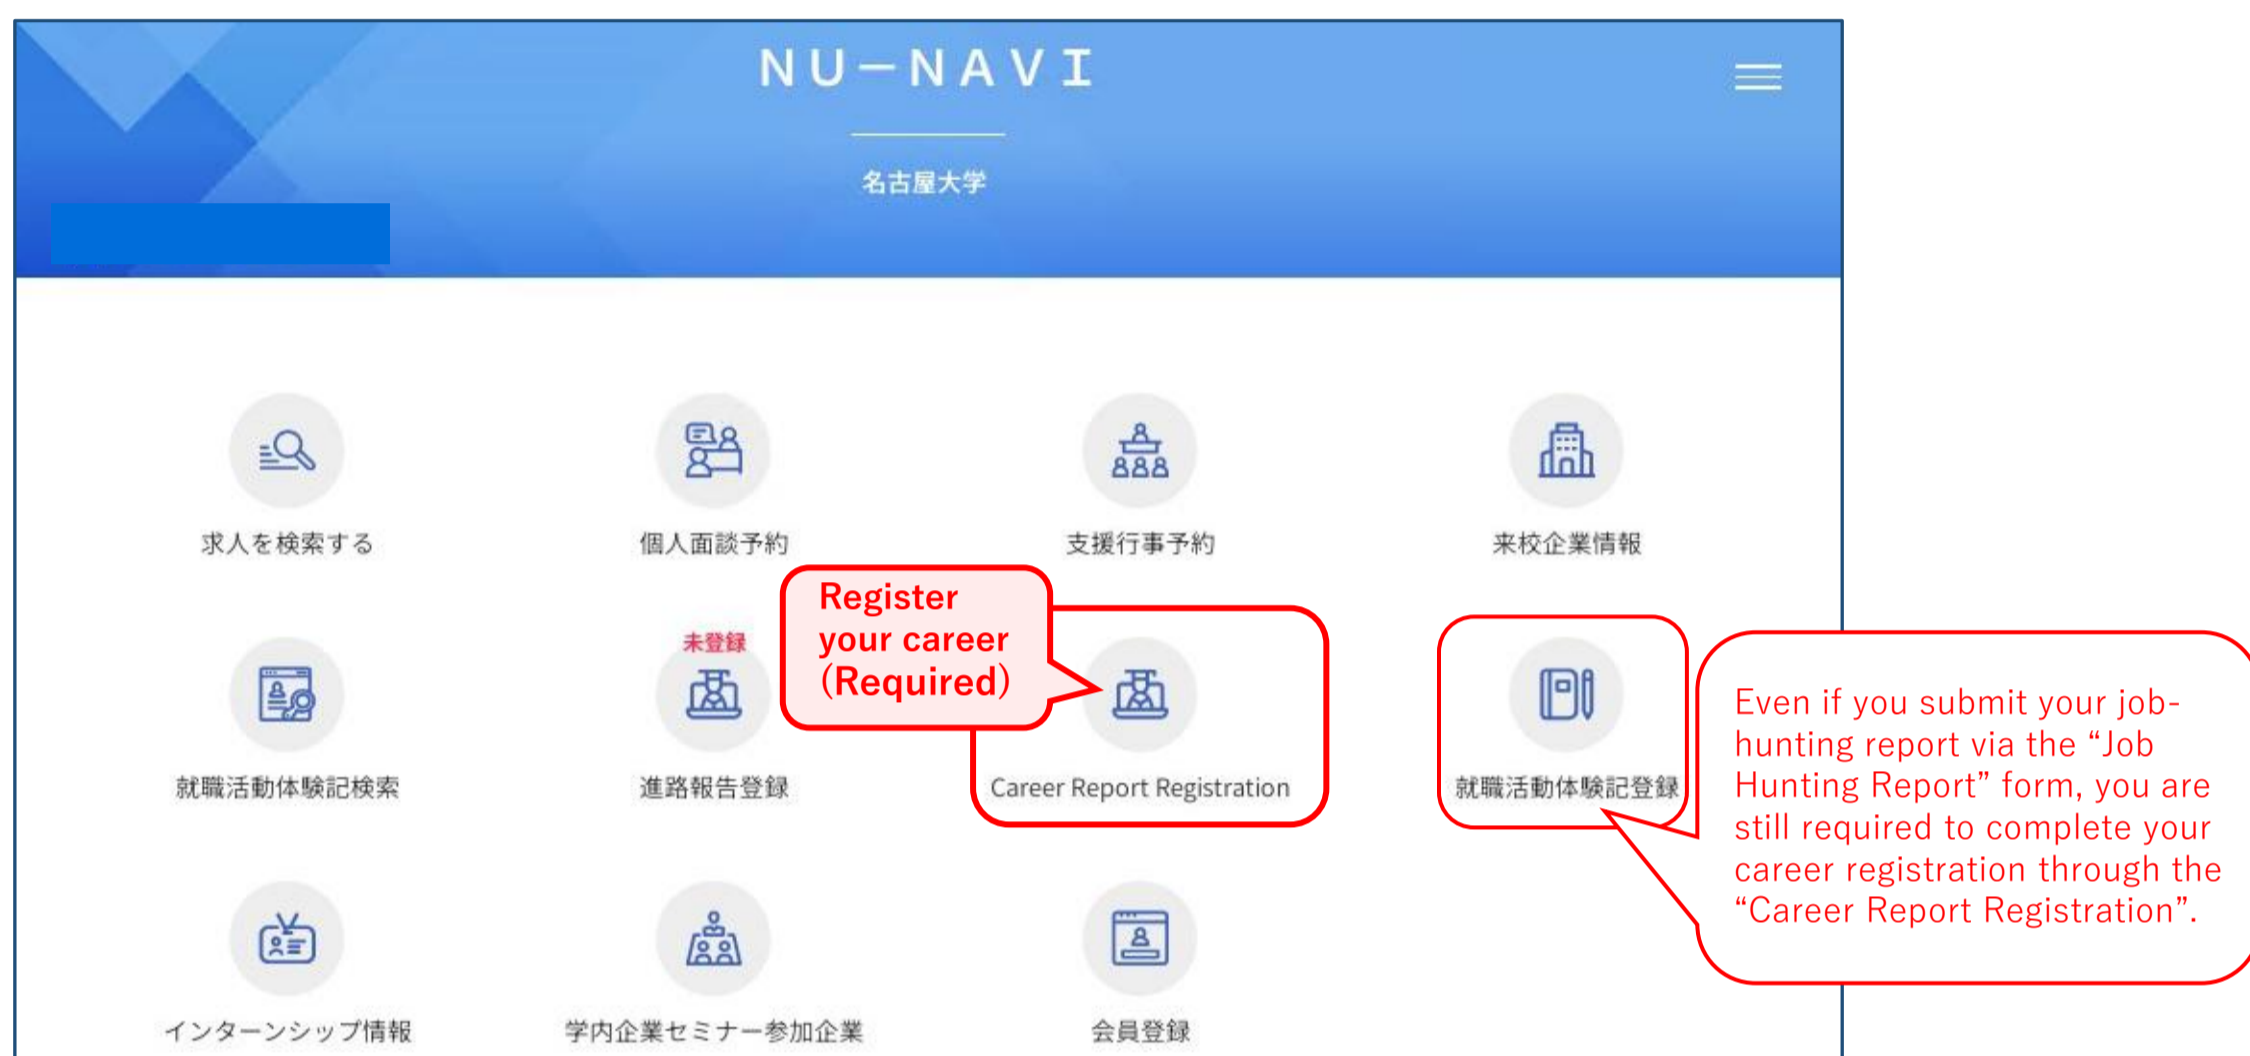 NU−NAVI
名古屋大学
求人を検索する
個人面談予約
支援行事予約
来校企業情報
Register
your career
(Required)
未登録
就職活動体験記検索
進路報告登録
Career Report Registration
就職活動体験記登録
Even if you submit your job-
hunting report via the “Job
Hunting Report” form, you are
still required to complete your
career registration through the
“Career Report Registration”.
インターンシップ情報
学内企業セミナー参加企業
会員登録